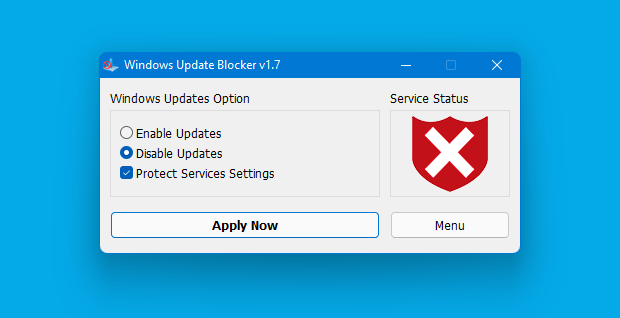 Windows Update Blocker v1.7
Windows Updates Option
Service Status
Enable Updates
Disable Updates
Protect Services Settings
Apply Now
Menu